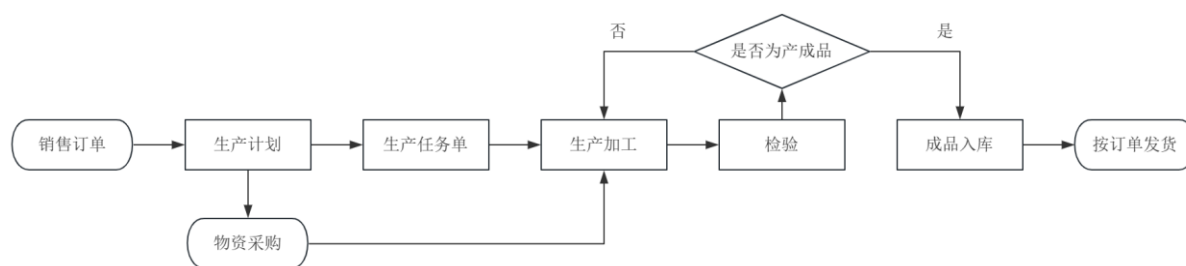 否
是否为产成品
是
销售订单
生产计划
生产任务单
生产加工
检验
成品入库
按订单发货
物资采购